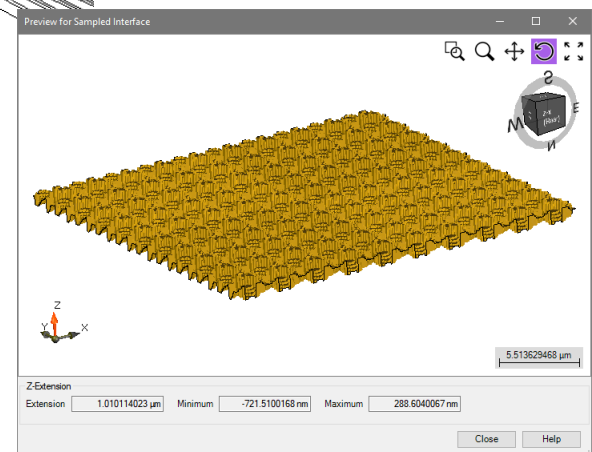 Preview for Sampled Interface
S
E
Z-X
(Rear)
M
N
Z
Y
X
5.513629468 µm
Z-Extension
Extension 1.010114023 µm Minimum -721.5100168 nm Maximum 288.6040067 nm
Close Help